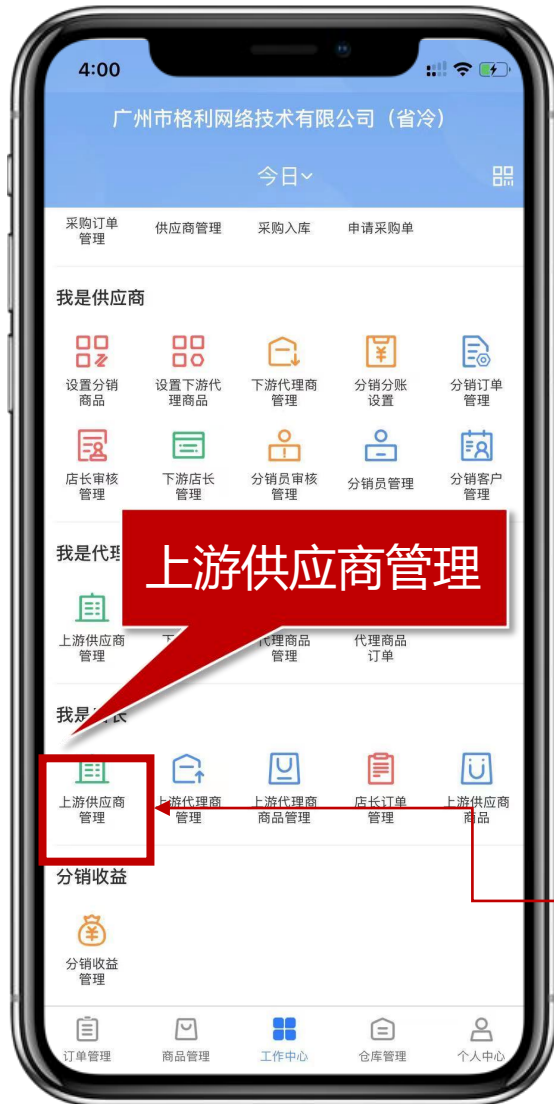 4:00
广州市格利网络技术有限公司（省冷）
今日
采购订单
管理
供应商管理
采购入库
申请采购单
我是供应商
设置分销
商品
设置下游代
理商品
下游代理商
管理
分销分账
设置
分销订单
管理
店长审核
管理
下游店长
管理
分销员审核
管理
分销员管理
分销客户
管理
我是代理
上游供应商管理
上游供应商
管理
代理商品
管理
代理商品
订单
我是店长
上游供应商
管理
上游代理商
管理
上游代理商
商品管理
店长订单
管理
上游供应商
商品
分销收益
分销收益
管理
订单管理
商品管理
工作中心
仓库管理
个人中心